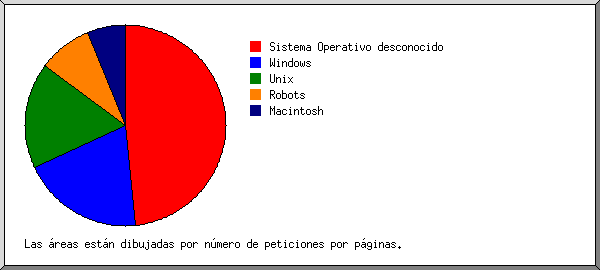 Sistema Operativo desconocido
Windows
Unix
Robots
Macintosh
Las áreas están dibujadas por número de peticiones por páginas.